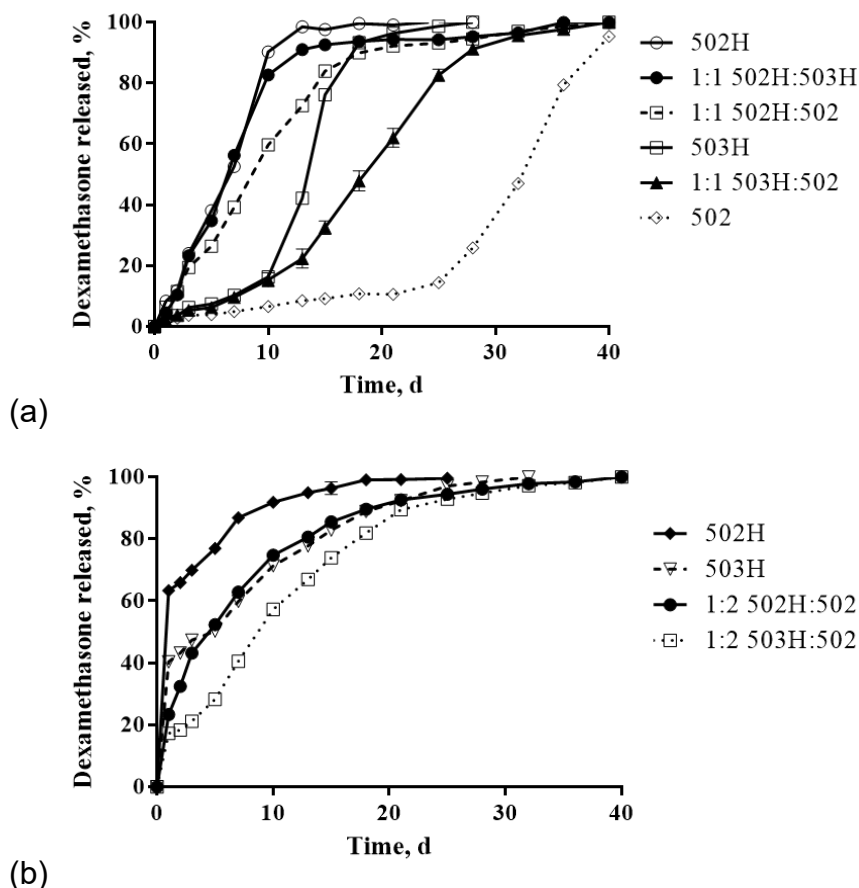 Dexamethasone released, %
100
80
60
40
20
0
0 10 20 30 40
Time, d
502H
1:1 502H:503H
1:1 502H:502
503H
1:1 503H:502
502
(a)
Dexamethasone released, %
100
80
60
40
20
0
0 10 20 30 40
Time, d
502H
503H
1:2 502H:502
1:2 503H:502
(b)